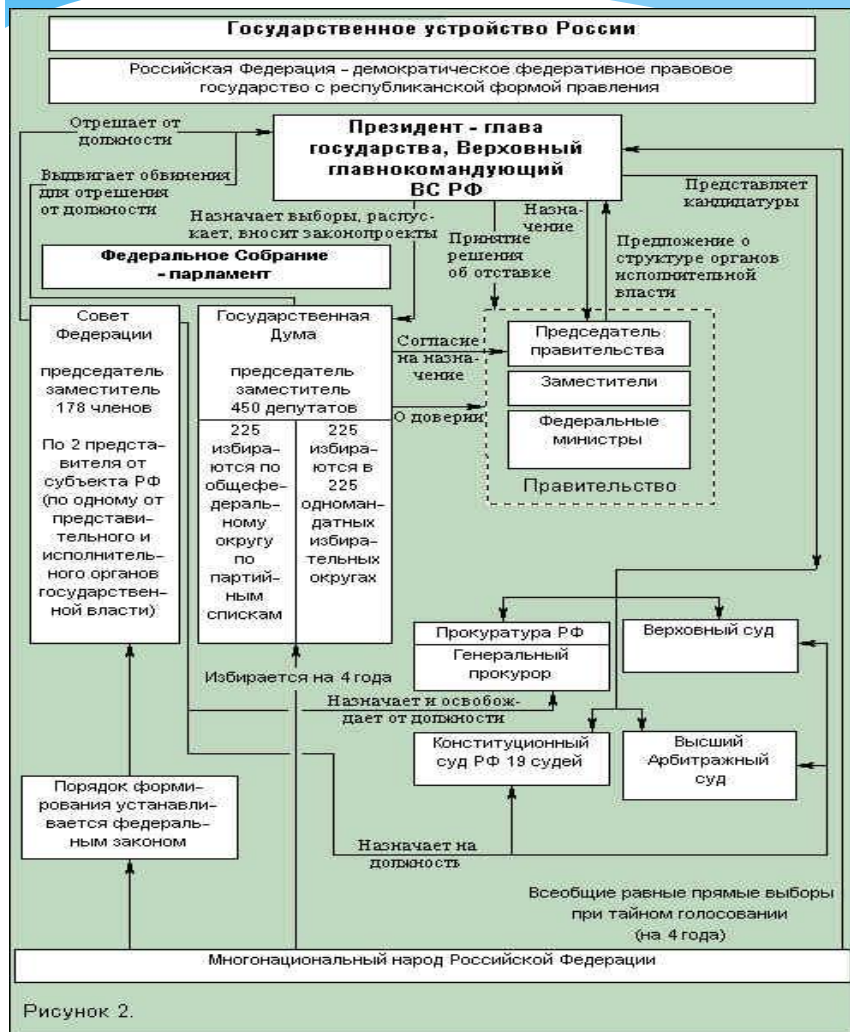 Государственное устройство России
Российская Федерация - демократическое федеративное правовое
государство с республиканской формой правления
Отрешает от
должности
Президент - глава
государства, Верховный
главнокомандующий
ВС РФ
Выдвигает обвинения
для отрешения
от должности
Представляет
кандидатуры
Назначает выборы, распус-
кает, вносит законопроекты
Назна-
чение
Принятие
решения
об отставке
Предложение о
структуре органов
исполнительной
власти
Федеральное Собрание
- парламент
Совет
Федерации
председатель
заместитель
178 членов
По 2 предста-
вителя от
субъекта РФ
(по одному от
представи-
тельного и
исполнитель-
ного органов
государствен-
ной власти)
Государственная
Дума
председатель
заместитель
450 депутатов
225
избира-
ются по
общефе-
деральному
округу
по
партий-
ным
спискам
225
избира-
ются в
225
одноман-
датных
избира-
тельных
округах
Согласие
на назна-
чение
О доверии
Председатель
правительства
Заместители
Федеральные
министры
Правительство
Прокуратура РФ
Генеральный
прокурор
Верховный суд
Избирается на 4 года
Назначает и освобож-
дает от должности
Конституционный
суд РФ 19 судей
Высший
Арбитражный
суд
Порядок форми-
рования устанавли-
вается федераль-
ным законом
Назначает на
должность
Всеобщие равные прямые выборы
при тайном голосовании
(на 4 года)
Многонациональный народ Российской Федерации
Рисунок 2.